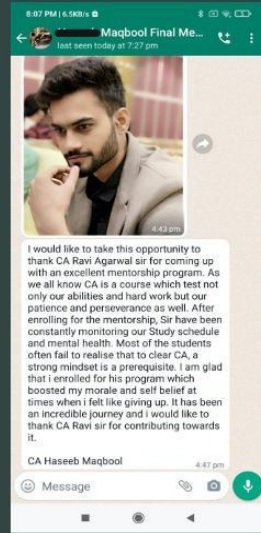 8:07 PM | 6.5KB/s
Maqbool Final Me...
last seen today at 7:27 pm
4:43 pm
I would like to take this opportunity to
thank CA Ravi Agarwal sir for coming up
with an excellent mentorship program. As
we all know CA is a course which test not
only our abilities and hard work but our
patience and perseverance as well. After
enrolling for the mentorship, Sir have been
constantly monitoring our Study schedule
and mental health. Most of the students
often fail to realise that to clear CA, a
strong mindset is a prerequisite. I am glad
that i enrolled for his program which
boosted my morale and self belief at
times when i felt like giving up. It has been
an incredible journey and i would like to
thank CA Ravi sir for contributing towards
it.
CA Haseeb Maqbool
4:47 pm
Message